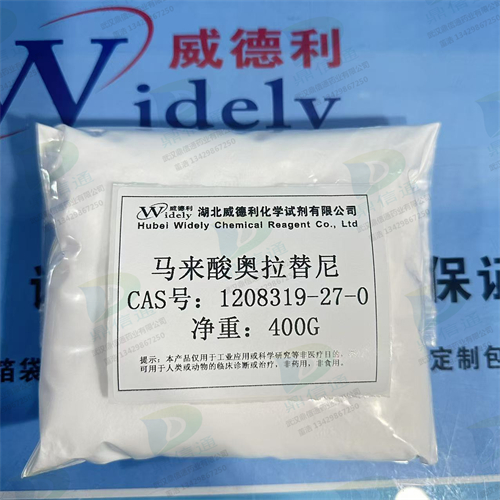 威德利
Widely
威德利
Widely
湖北威德利化学试剂有限公司
Hubei Widely Chemical Reagent Co., Ltd
马来酸奥拉替尼
CAS号：1208319-27-0
净重：400G
提示：本产品仅用于工业应用或科学研究等非医疗目的，
可用于人类或动物的临床诊断或治疗，非药用，非食用。
保证
定制包
箱袋